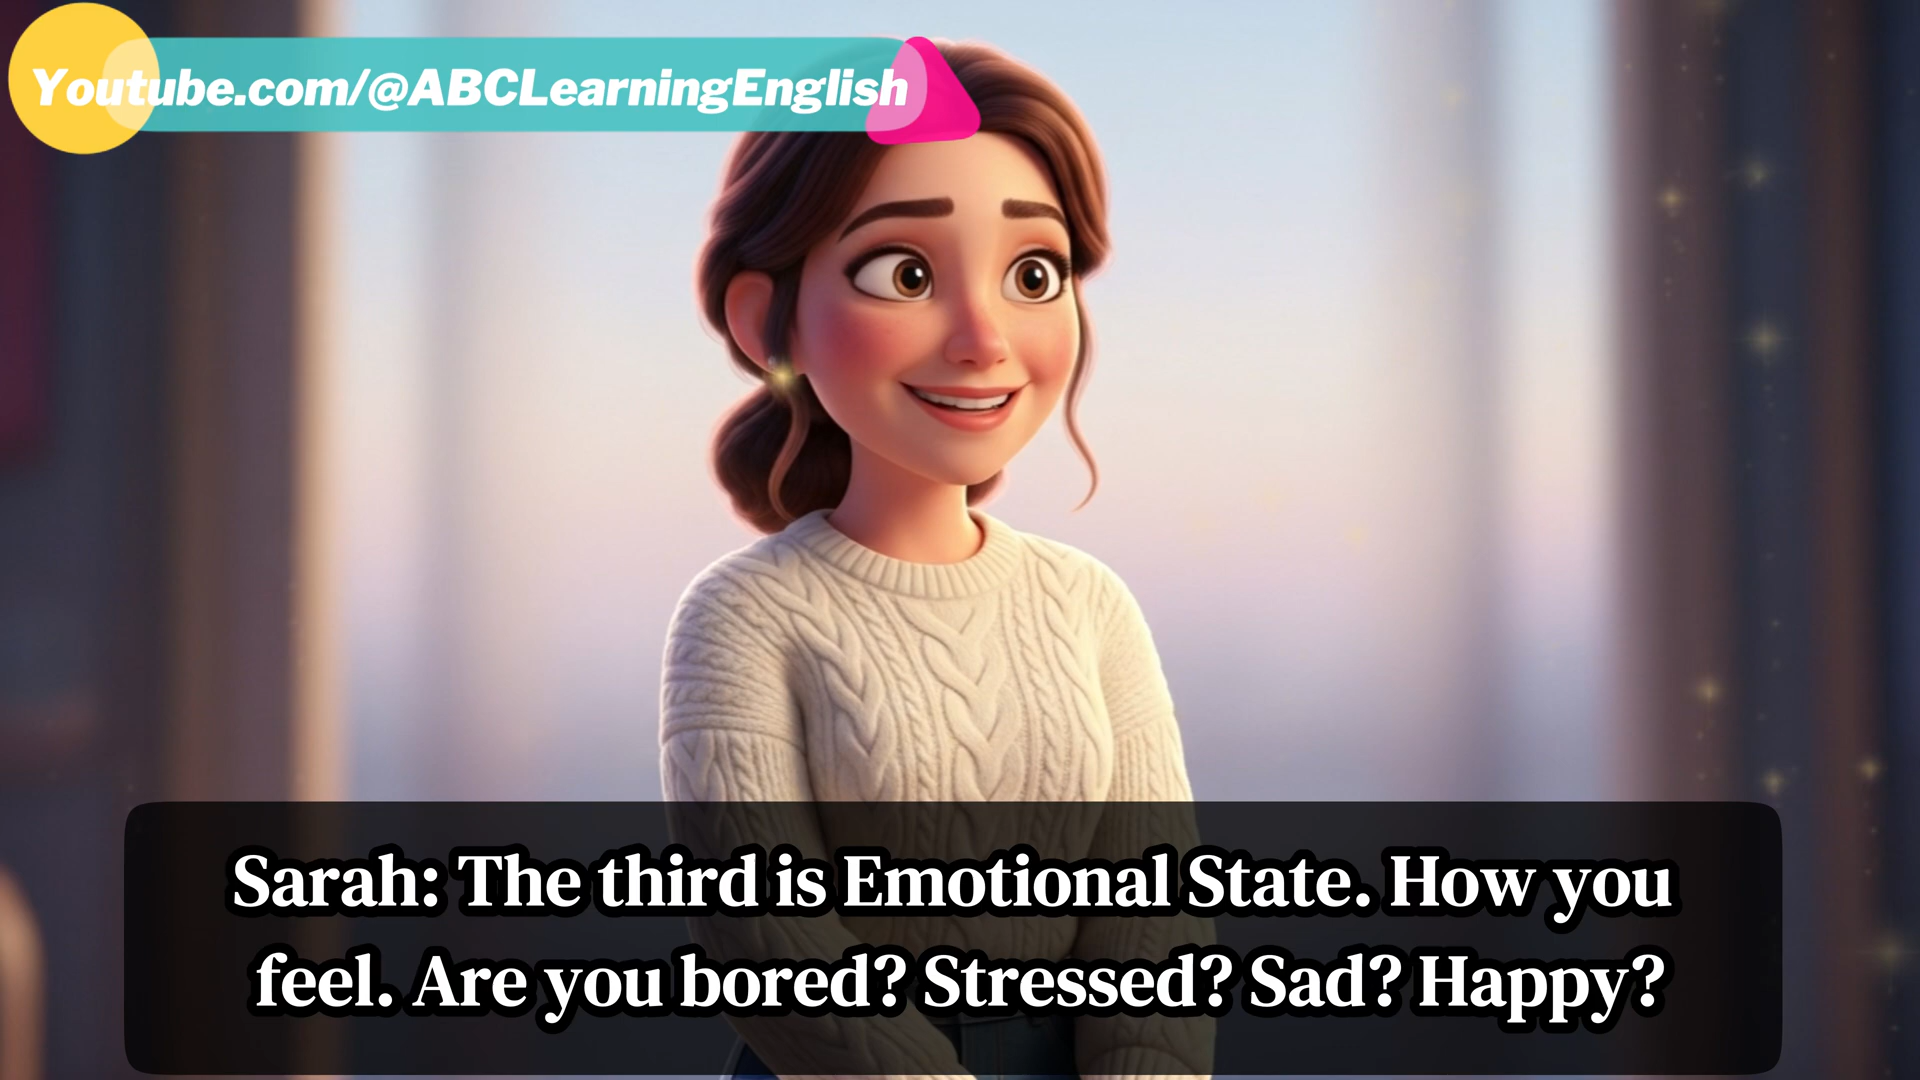 Youtube.com/@ABCLearningEnglish
Sarah: The third is Emotional State. How you
feel. Are you bored? Stressed? Sad? Happy?